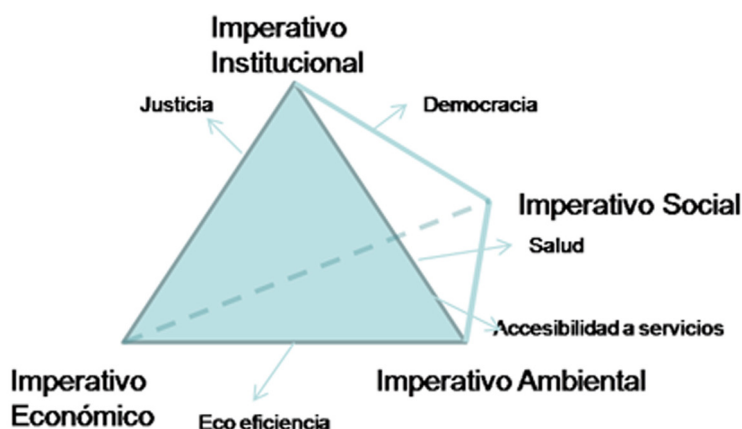 Imperativo
Institucional
Justicia
Democracia
Imperativo Social
Salud
Accesibilidad a servicios
Imperativo
Económico
Imperativo Ambiental
Eco eficiencia